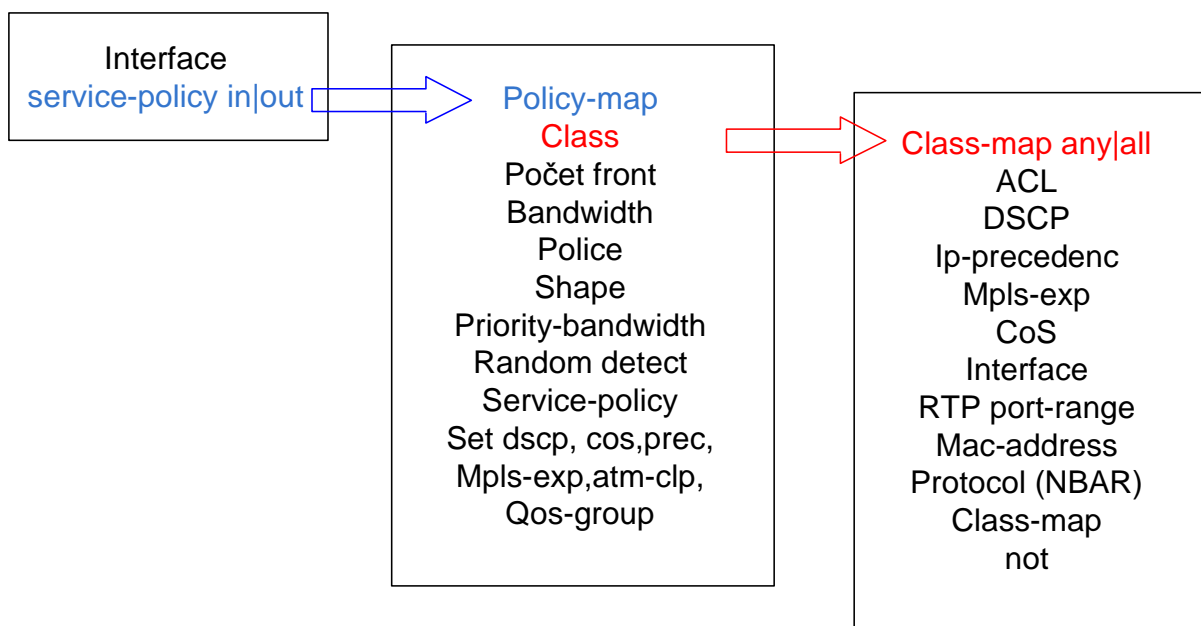 Interface
service-policy in|out
Policy-map
Class
Počet front
Bandwidth
Police
Shape
Priority-bandwidth
Random detect
Service-policy
Set dscp, cos,prec,
Mpls-exp,atm-clp,
Qos-group
Class-map any|all
ACL
DSCP
Ip-precedenc
Mpls-exp
CoS
Interface
RTP port-range
Mac-address
Protocol (NBAR)
Class-map
not